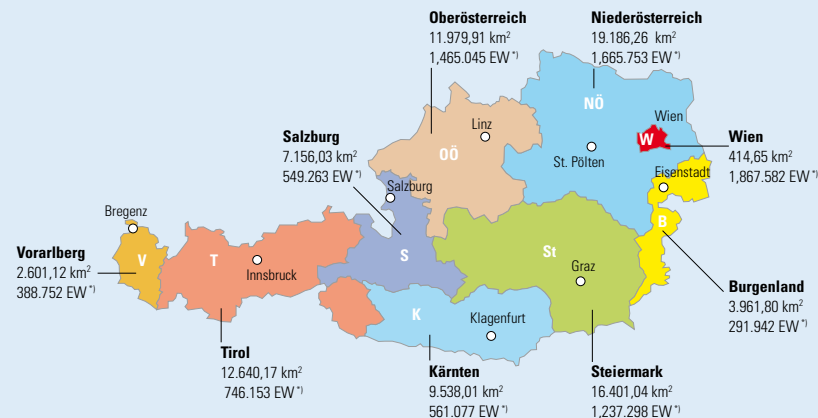 Oberösterreich
11.979,91 km²
1,465.045 EW *)
Niederösterreich
19.186,26 km²
1,665.753 EW *)
NÖ
Wien
W
Wien
414,65 km²
1,867.582 EW *)
Linz
OÖ
St. Pölten
Eisenstadt
Salzburg
7.156,03 km²
549.263 EW *)
Salzburg
Bregenz
Vorarlberg
2.601,12 km²
388.752 EW *)
V
T
Innsbruck
S
St
Graz
B
Burgenland
3.961,80 km²
291.942 EW *)
K
Klagenfurt
Tirol
12.640,17 km²
746.153 EW *)
Kärnten
9.538,01 km²
561.077 EW *)
Steiermark
16.401,04 km²
1,237.298 EW *)